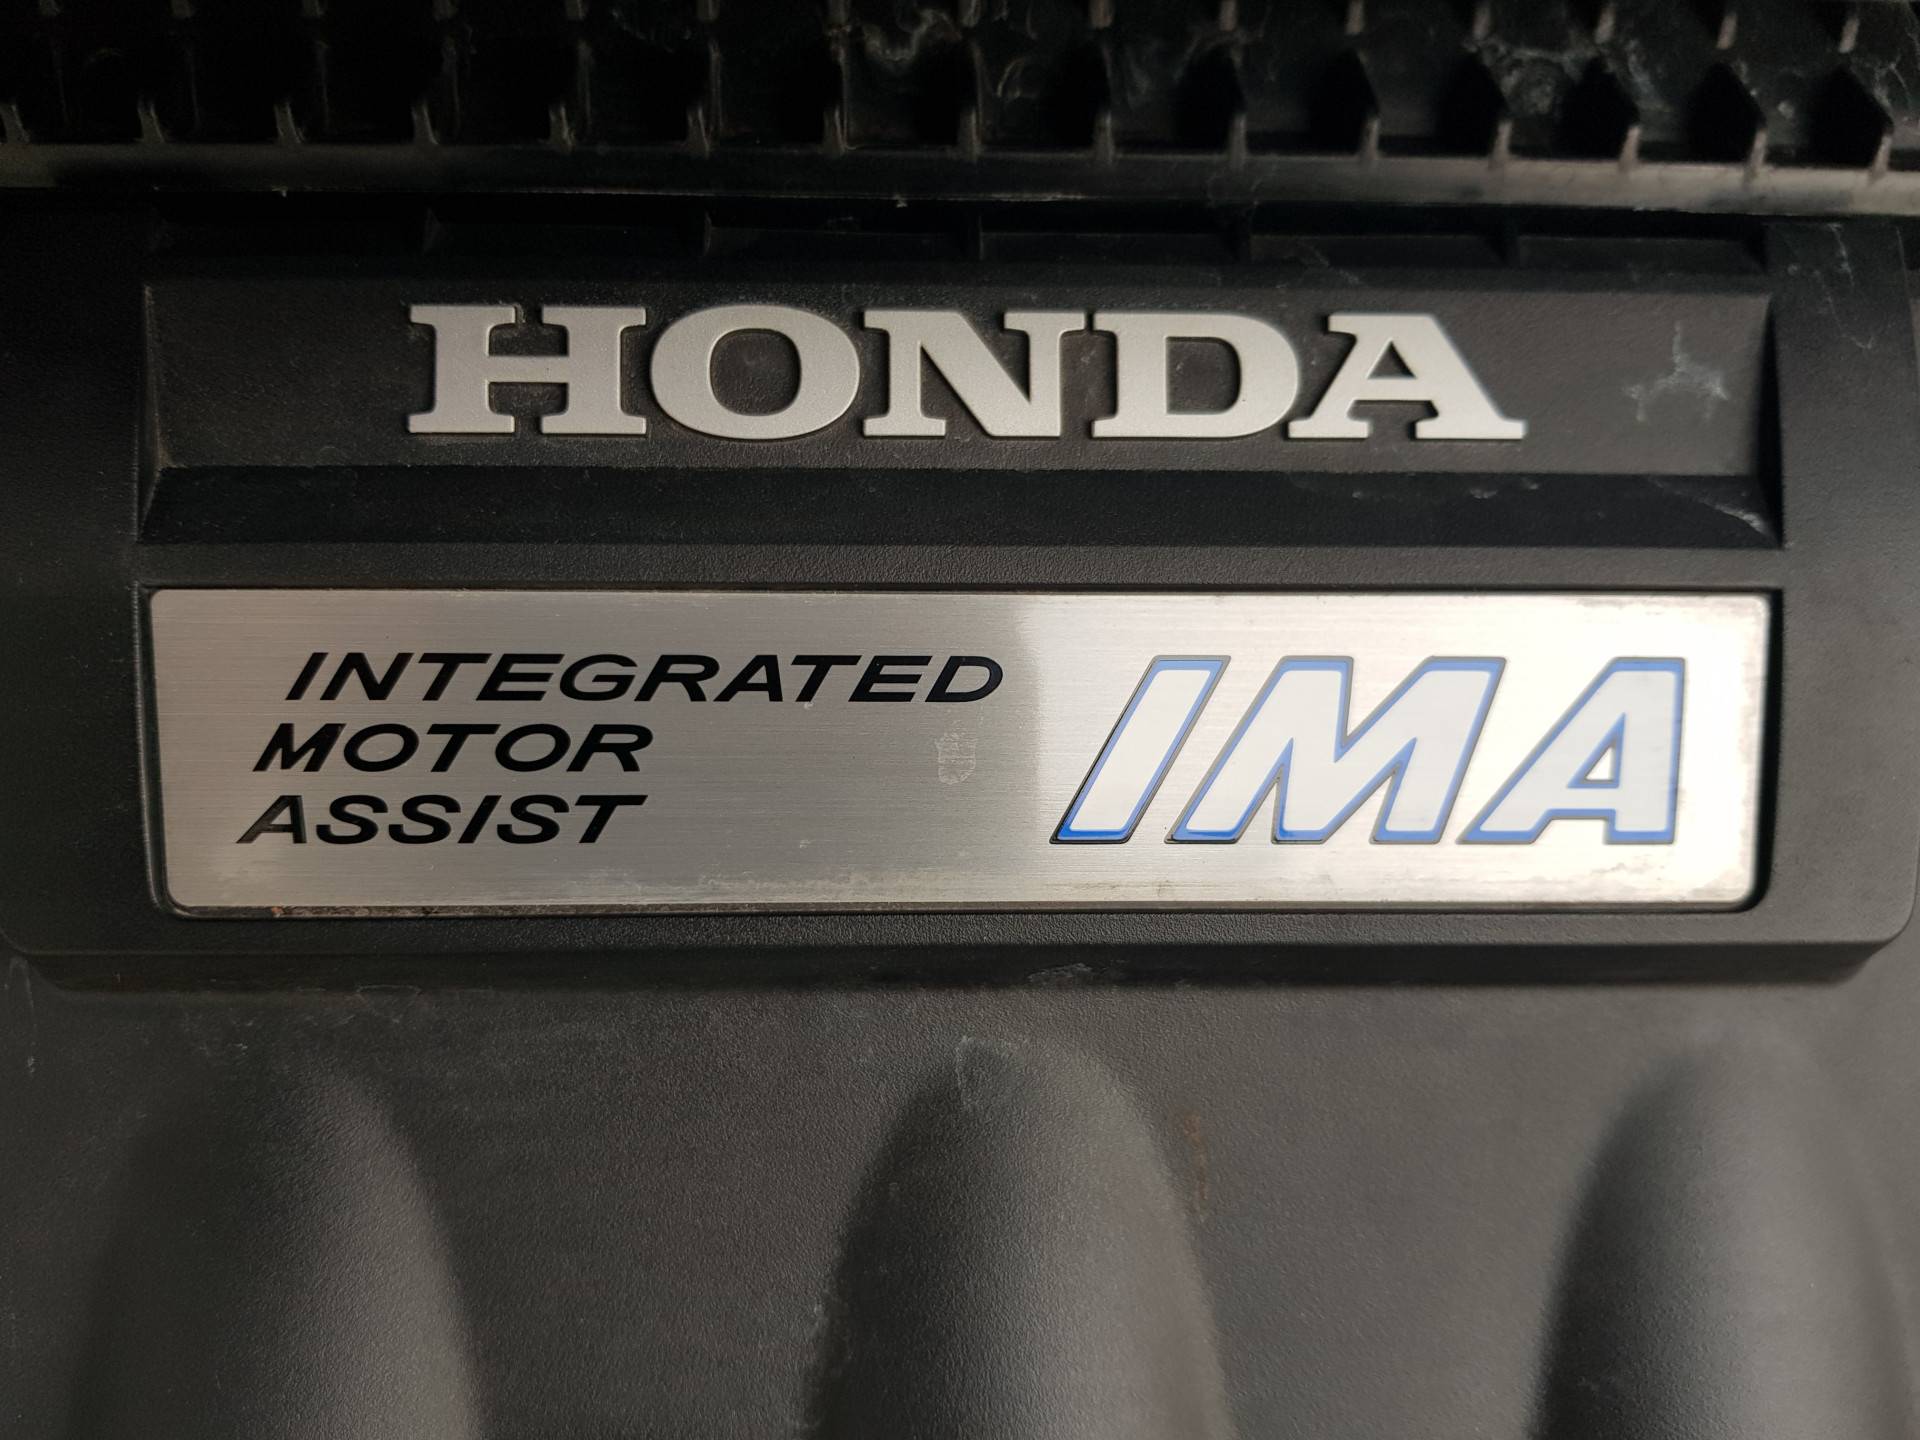 HONDA
INTEGRATED
MOTOR
ASSIST
IMA